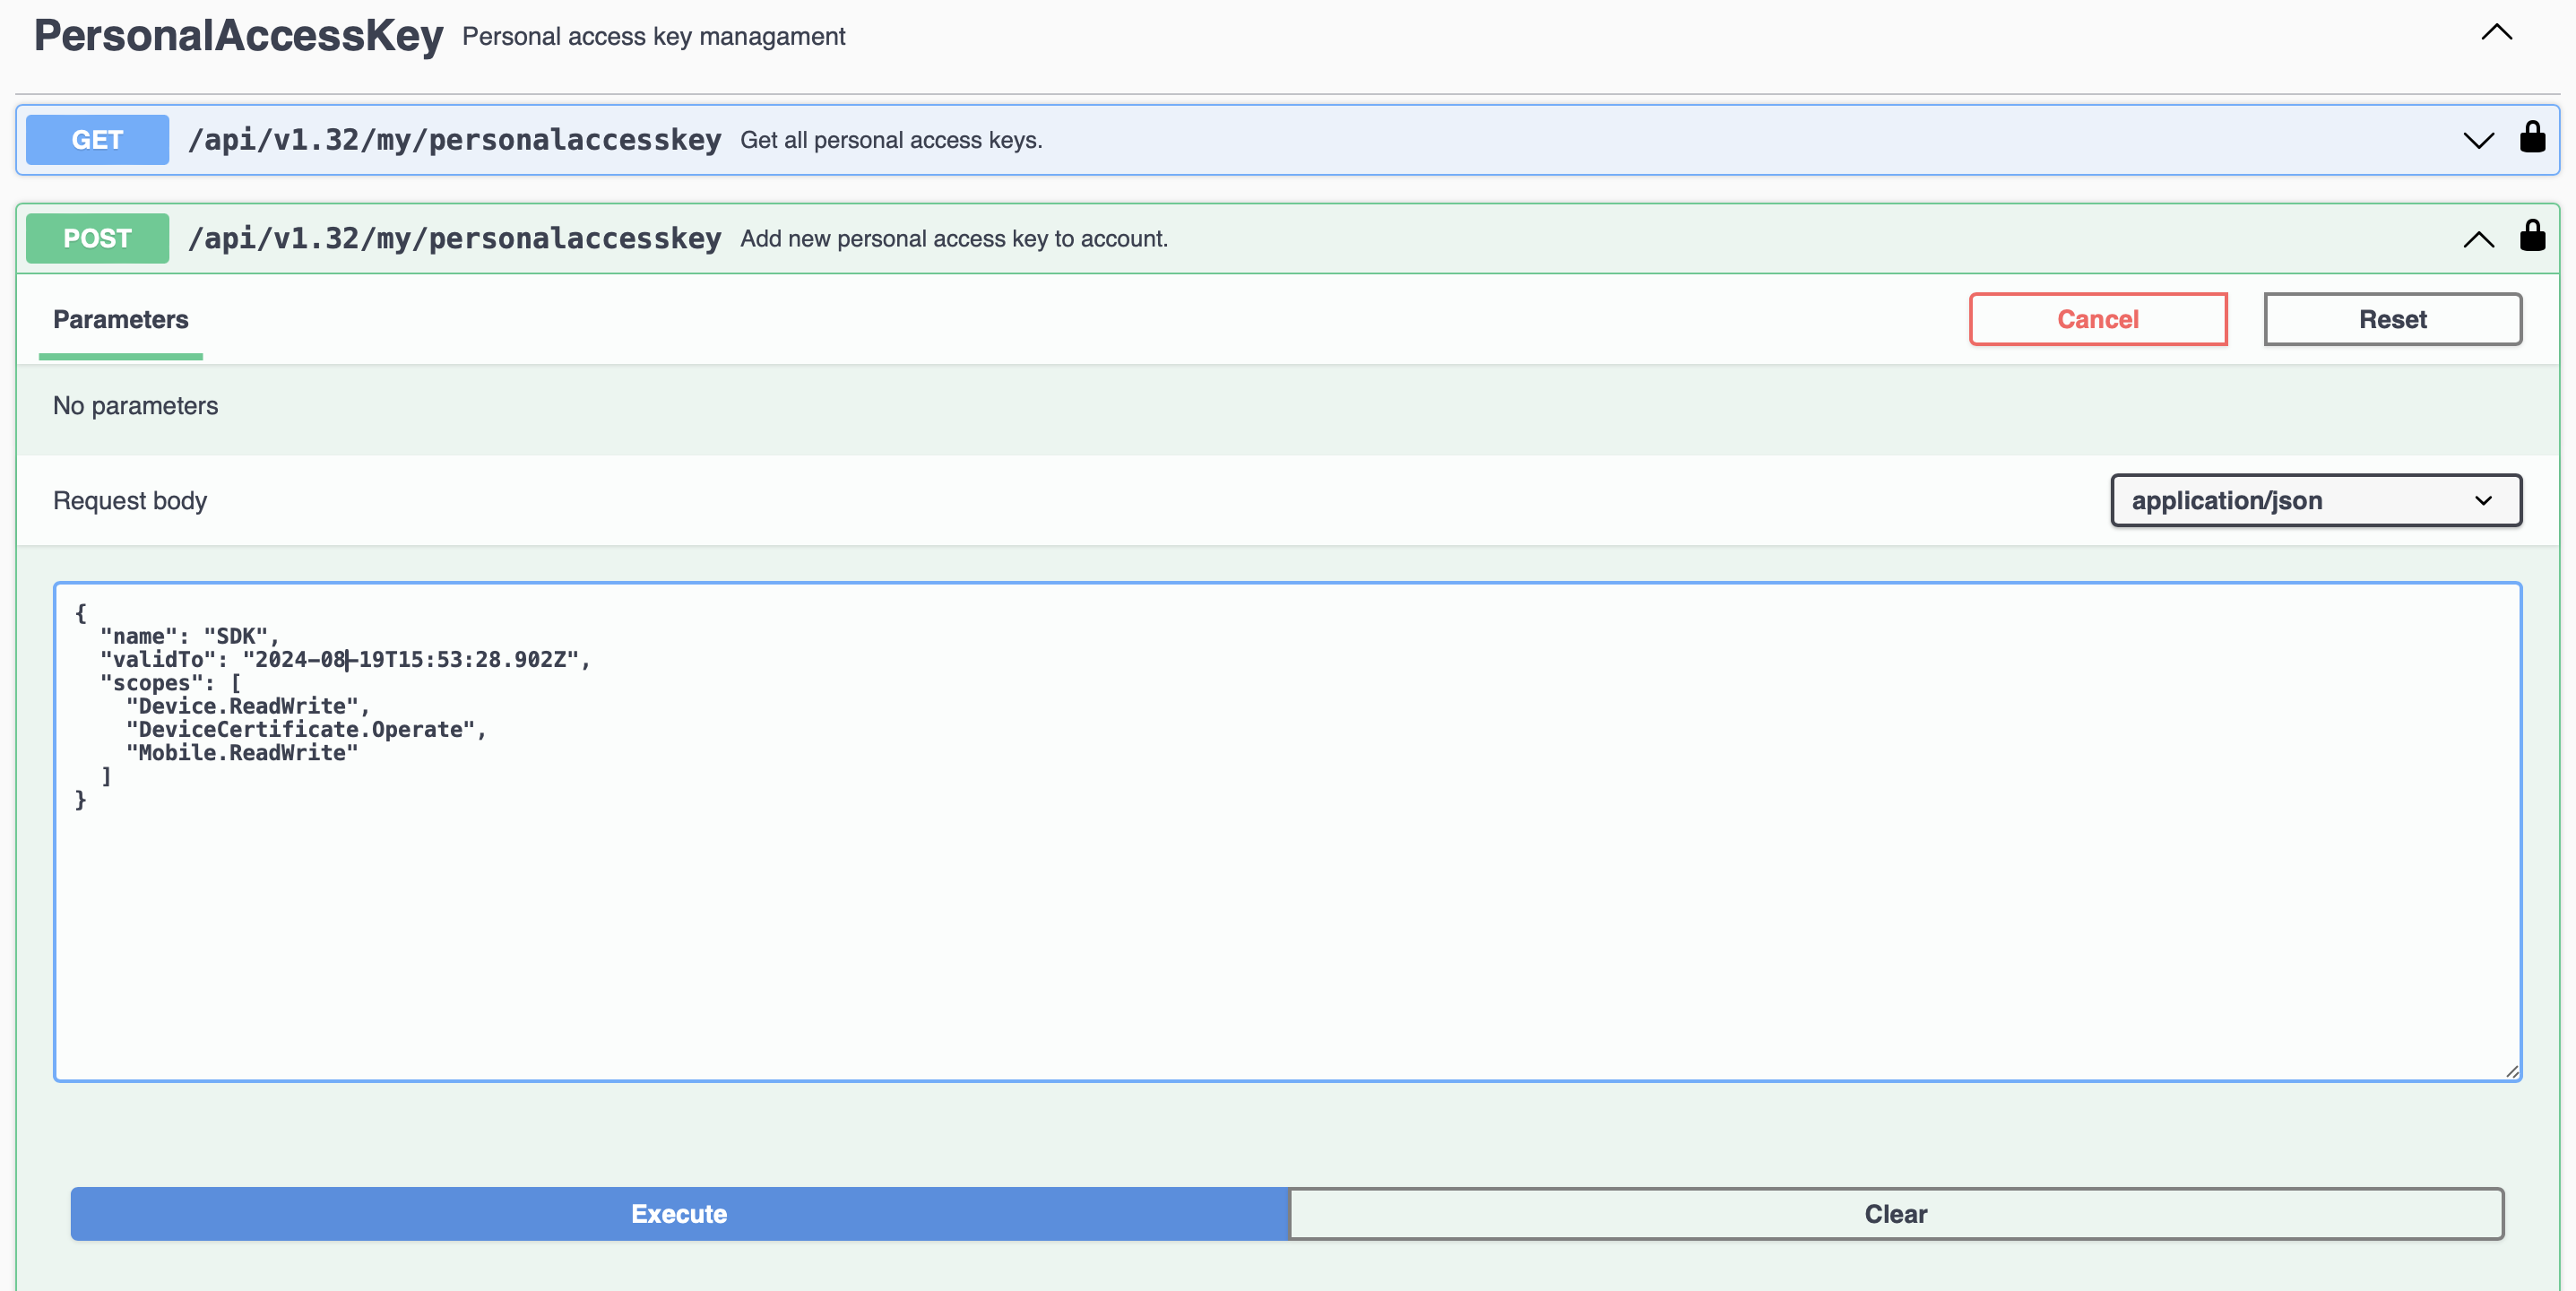 PersonalAccessKey Personal access key managament
GET /api/v1.32/my/personalaccesskey Get all personal access keys.
POST /api/v1.32/my/personalaccesskey Add new personal access key to account.
Parameters Cancel Reset
No parameters
Request body application/json
{
  "name": "SDK",
  "validTo": "2024-08-19T15:53:28.902Z",
  "scopes": [
    "Device.ReadWrite",
    "DeviceCertificate.Operate",
    "Mobile.ReadWrite"
  ]
}
Execute Clear